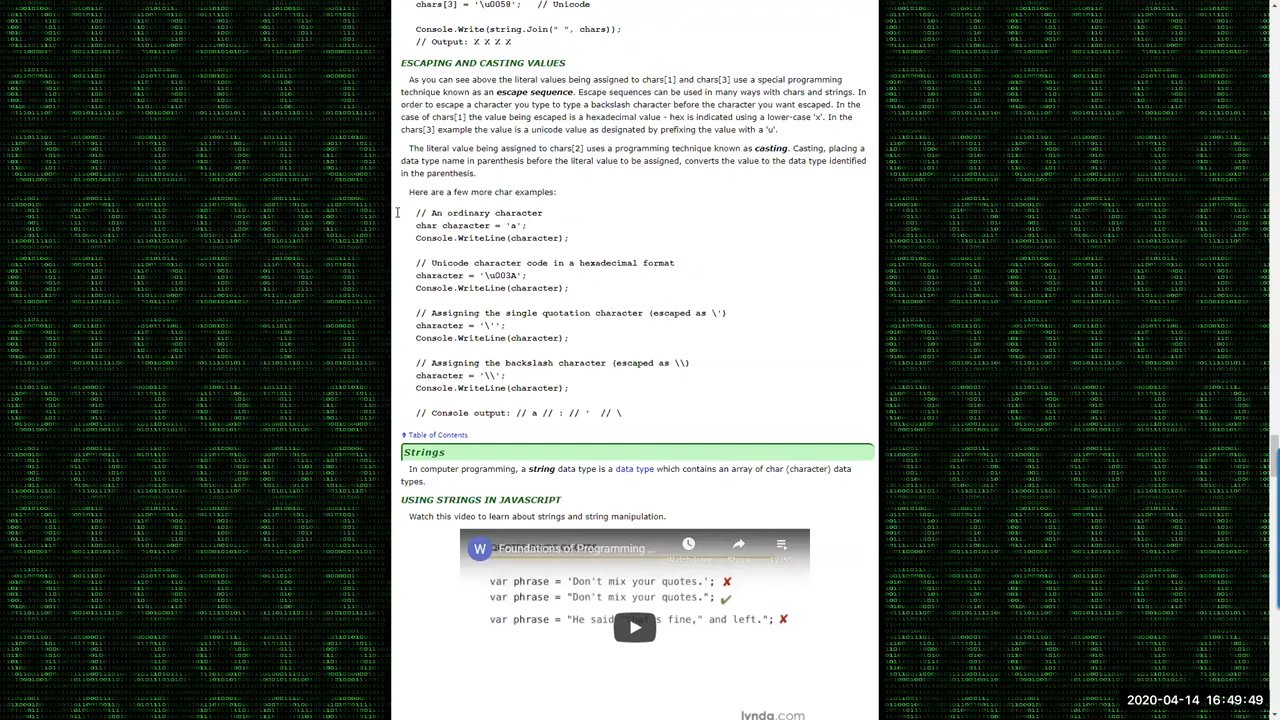 chars[3] = '\u0058';   // Unicode
Console.Write(string.Join(" ", chars));
// Output: X X X X
ESCAPING AND CASTING VALUES
As you can see above the literal values being assigned to chars[1] and chars[3] use a special programming
technique known as an escape sequence. Escape sequences can be used in many ways with chars and strings. In
order to escape a character you type to type a backslash character before the character you want escaped. In the
case of chars[1] the value being escaped is a hexadecimal value - hex is indicated using a lower-case 'x'. In the
chars[3] example the value is a unicode value as designated by prefixing the value with a 'u'.
The literal value being assigned to chars[2] uses a programming technique known as casting. Casting, placing a
data type name in parenthesis before the literal value to be assigned, converts the value to the data type identified
in the parenthesis.
Here are a few more char examples:
// An ordinary character
char character = 'a';
Console.WriteLine(character);
// Unicode character code in a hexadecimal format
character = '\u003A';
Console.WriteLine(character);
// Assigning the single quotation character (escaped as \')
character = '\'';
Console.WriteLine(character);
// Assigning the backslash character (escaped as \\)
character = '\\';
Console.WriteLine(character);
// Console output: // a // : // '  // \
Table of Contents
Strings
In computer programming, a string data type is a data type which contains an array of char (character) data
types.
USING STRINGS IN JAVASCRIPT
Watch this video to learn about strings and string manipulation.
W Foundations of Programming ...
var phrase = 'Don't mix your quotes.'; ✘
var phrase = "Don't mix your quotes."; ✓
var phrase = "He said fine," and left."; ✘
lynda.com
2020-04-14 16:49:49